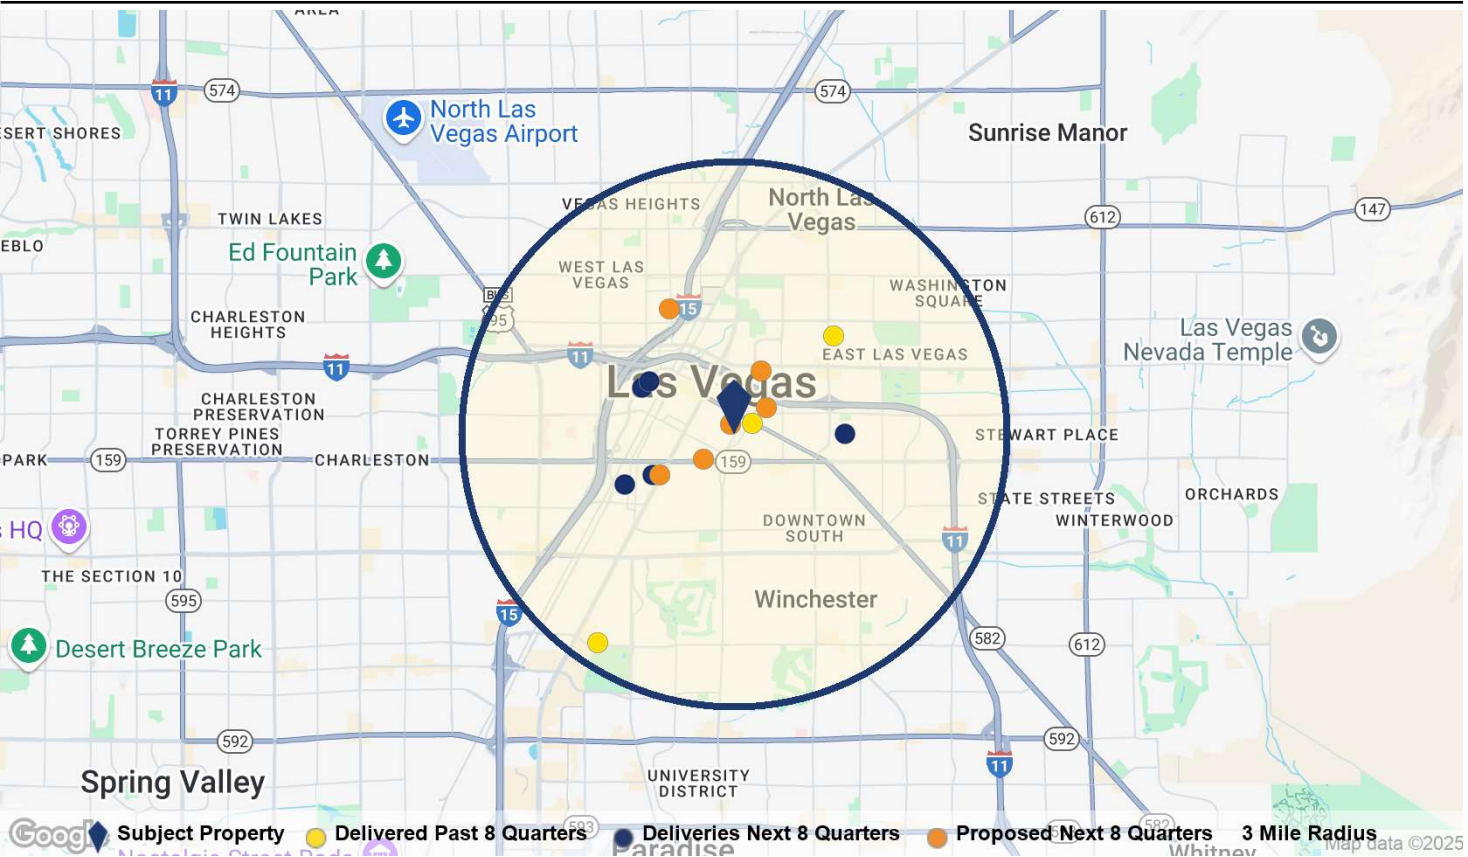 AREA
11
574
574
North Las
Vegas Airport
Sunrise Manor
ESERT SHORES
VEGAS HEIGHTS
North Las
Vegas
147
612
TWIN LAKES
EBLO
Ed Fountain
Park
WEST LAS
VEGAS
WASHINGTON
SQUARE
BUS
95
15
CHARLESTON
HEIGHTS
Las Vegas
Nevada Temple
11
11
EAST LAS VEGAS
Las Vegas
CHARLESTON
PRESERVATION
TORREY PINES
PRESERVATION
STEWART PLACE
PARK
159
CHARLESTON
159
STATE STREETS
ORCHARDS
WINTERWOOD
s HQ
DOWNTOWN
SOUTH
11
THE SECTION 10
595
Winchester
15
582
612
Desert Breeze Park
592
592
11
UNIVERSITY
DISTRICT
Spring Valley
593
582
Google
Subject Property
Delivered Past 8 Quarters
Deliveries Next 8 Quarters
Proposed Next 8 Quarters
3 Mile Radius
Map data ©2025
Paradise
Whitney